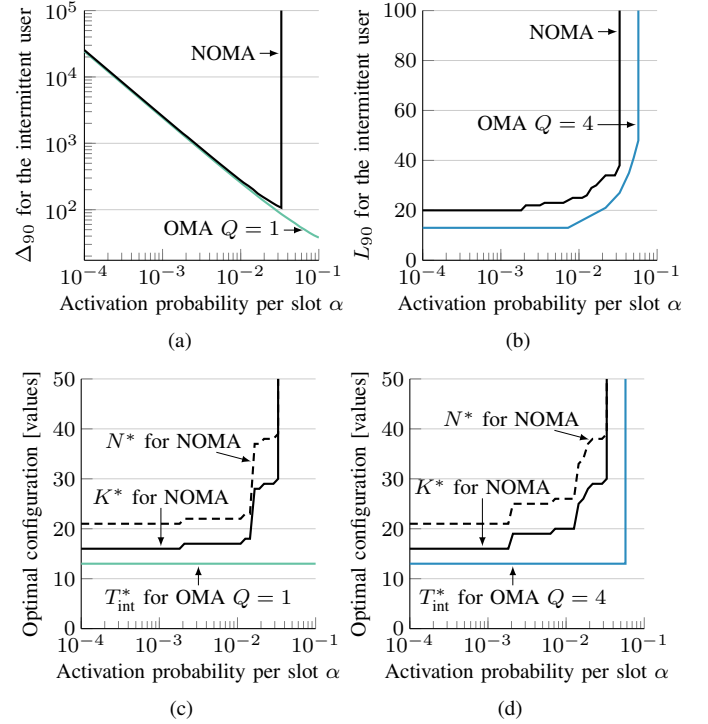 Δ90 for the intermittent user
10^5
10^4
10^3
10^2
NOMA
OMA Q = 1
10^−4 10^−3 10^−2 10^−1
Activation probability per slot α
(a)
L90 for the intermittent user
100
80
60
40
20
0
NOMA
OMA Q = 4
10^−4 10^−3 10^−2 10^−1
Activation probability per slot α
(b)
Optimal configuration [values]
50
40
30
20
10
0
N* for NOMA
K* for NOMA
T*int for OMA Q = 1
10^−4 10^−3 10^−2 10^−1
Activation probability per slot α
(c)
Optimal configuration [values]
50
40
30
20
10
0
N* for NOMA
K* for NOMA
T*int for OMA Q = 4
10^−4 10^−3 10^−2 10^−1
Activation probability per slot α
(d)